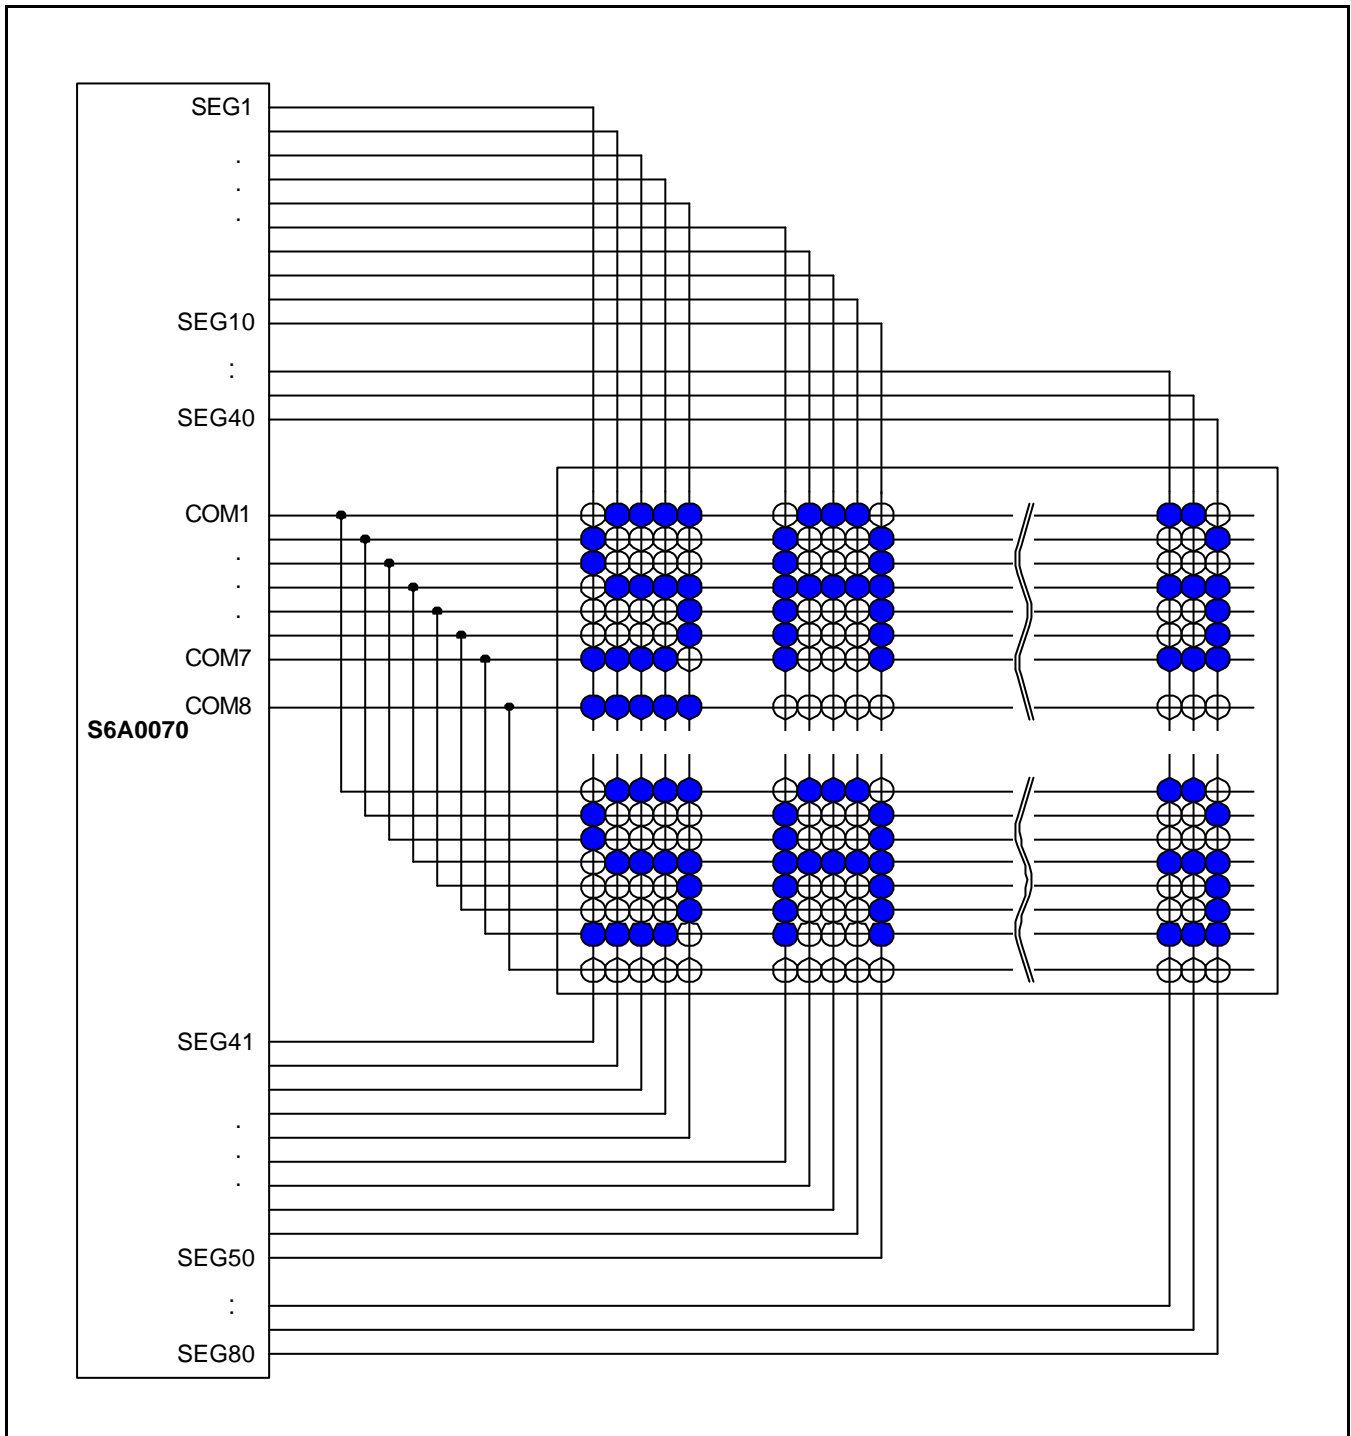 SEG1
.
.
.
SEG10
:
SEG40
COM1
.
.
.
COM7
COM8
S6A0070
SEG41
.
.
.
SEG50
:
SEG80